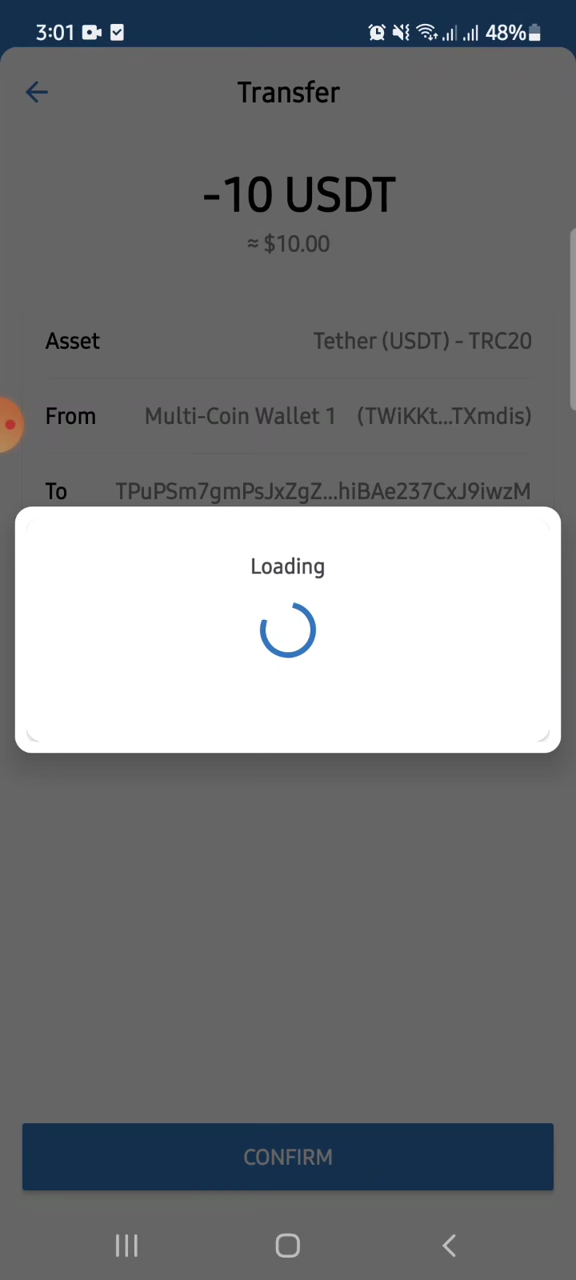 3:01 48%
Transfer
-10 USDT
≈ $10.00
Asset Tether (USDT) - TRC20
From Multi-Coin Wallet 1 (TWiKKt...TXmdis)
To TPuPSm7gmPsJxZgZ...hiBAe237CxJ9iwzM
Loading
CONFIRM